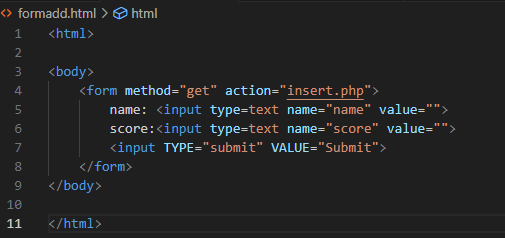 formadd.html > html
1 <html>
2
3 <body>
4 <form method="get" action="insert.php">
5 name: <input type=text name="name" value="">
6 score:<input type=text name="score" value="">
7 <input TYPE="submit" VALUE="Submit">
8 </form>
9 </body>
10
11 </html>